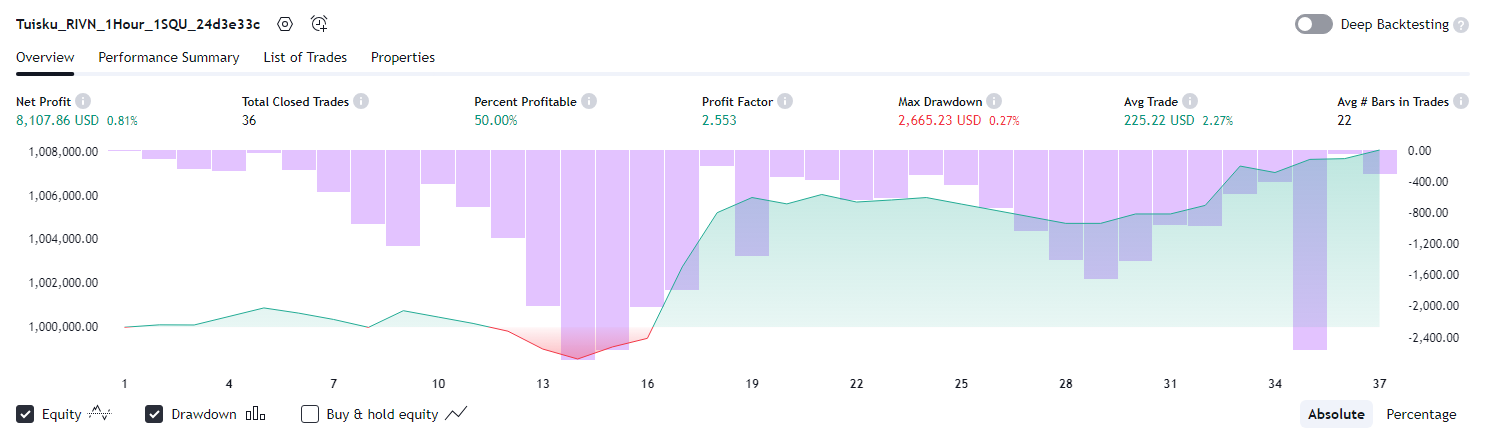 Tuisku_RIVN_1Hour_1SQU_24d3e33c
Deep Backtesting ?
Overview Performance Summary List of Trades Properties
Net Profit i Total Closed Trades i Percent Profitable i Profit Factor i Max Drawdown i Avg Trade i Avg # Bars in Trades i
8,107.86 USD 0.81% 36 50.00% 2.553 2,665.23 USD 0.27% 225.22 USD 2.27% 22
1,008,000.00 0.00
1,006,000.00 -400.00
1,004,000.00 -800.00
1,002,000.00 -1,200.00
1,000,000.00 -1,600.00
-2,000.00
-2,400.00
1 4 7 10 13 16 19 22 25 28 31 34 37
Equity Drawdown Buy & hold equity Absolute Percentage